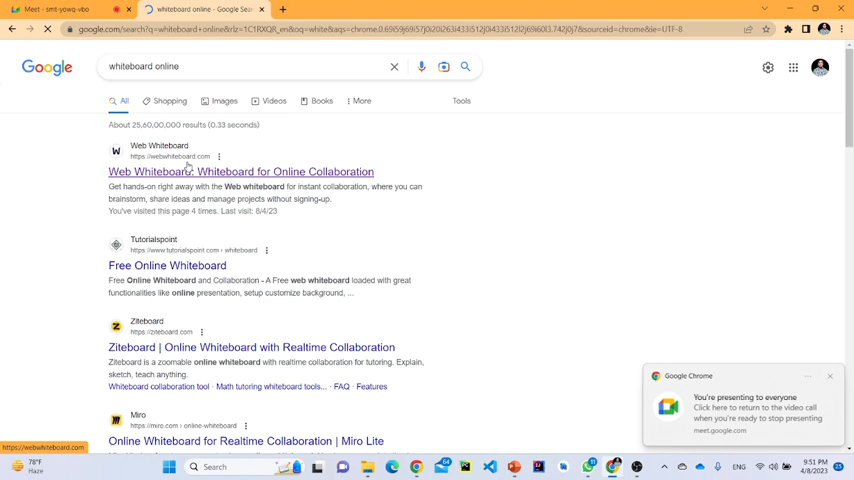 Meet - smt-yowq-vbo
whiteboard online - Google Sear
google.com/search?q=whiteboard+online&rlz=1C1RXQR_en&oq=white&aqs=chrome.0.69i59j69i57j0i20i263i433i512j0i433i512l2j69i60l3.742j0j7&sourceid=chrome&ie=UTF-8
Google
whiteboard online
All
Shopping
Images
Videos
Books
More
Tools
About 25,60,00,000 results (0.33 seconds)
Web Whiteboard
https://webwhiteboard.com
Web Whiteboard: Whiteboard for Online Collaboration
Get hands-on right away with the Web whiteboard for instant collaboration, where you can
brainstorm, share ideas and manage projects without signing-up.
You've visited this page 4 times. Last visit: 8/4/23
Tutorialspoint
https://www.tutorialspoint.com › whiteboard
Free Online Whiteboard
Free Online Whiteboard and Collaboration - A Free web whiteboard loaded with great
functionalities like online presentation, setup customize background, ...
Ziteboard
https://ziteboard.com
Ziteboard | Online Whiteboard with Realtime Collaboration
Ziteboard is a zoomable online whiteboard with realtime collaboration for tutoring. Explain,
sketch, teach anything.
Whiteboard collaboration tool · Math tutoring whiteboard tools... · FAQ · Features
Miro
https://miro.com › online-whiteboard
Online Whiteboard for Realtime Collaboration | Miro Lite
https://webwhiteboard.com
Google Chrome
You're presenting to everyone
Click here to return to the video call
when you're ready to stop presenting
meet.google.com
78°F
Haze
Search
ENG
9:51 PM
4/8/2023